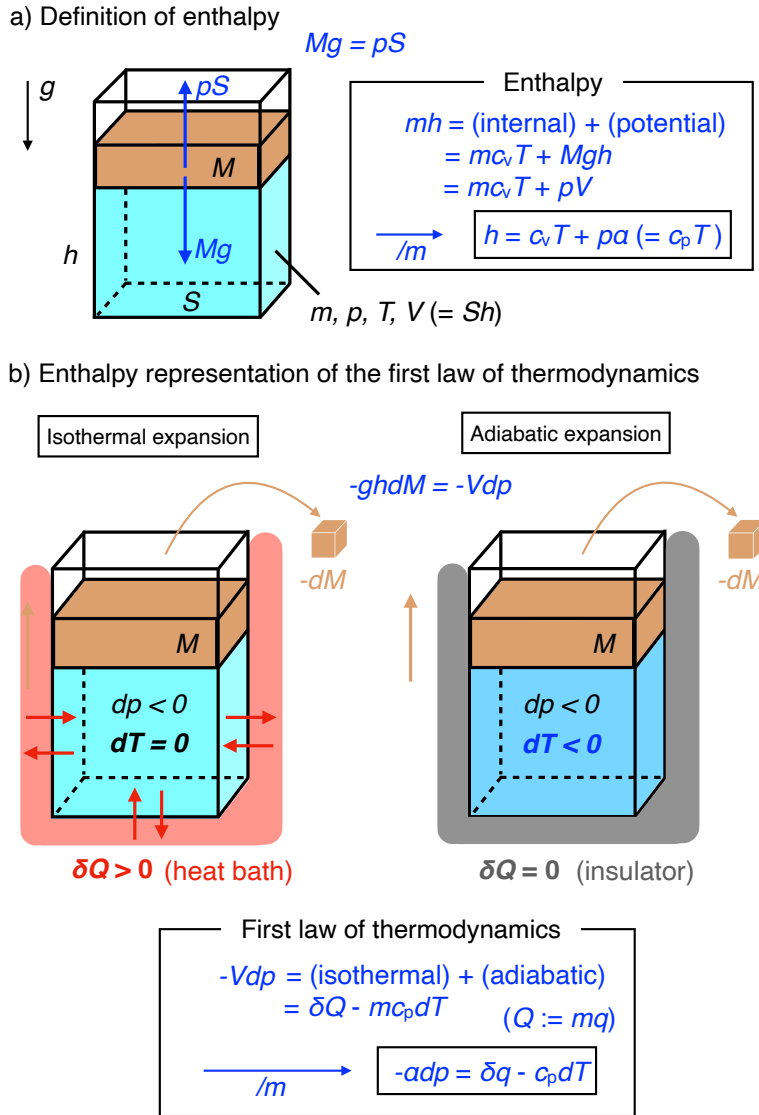 a) Definition of enthalpy
Mg = pS
g
pS
M
h
Mg
S
m, p, T, V (= Sh)
Enthalpy
mh = (internal) + (potential)
= mcᵥT + Mgh
= mcᵥT + pV
/m
h = cᵥT + pα (= cₚT)
b) Enthalpy representation of the first law of thermodynamics
Isothermal expansion
Adiabatic expansion
-ghdM = -Vdp
-dM
-dM
M
M
dp < 0
dT = 0
dp < 0
dT < 0
δQ > 0 (heat bath)
δQ = 0 (insulator)
First law of thermodynamics
-Vdp = (isothermal) + (adiabatic)
= δQ - mcₚdT
(Q := mq)
/m
-αdp = δq - cₚdT